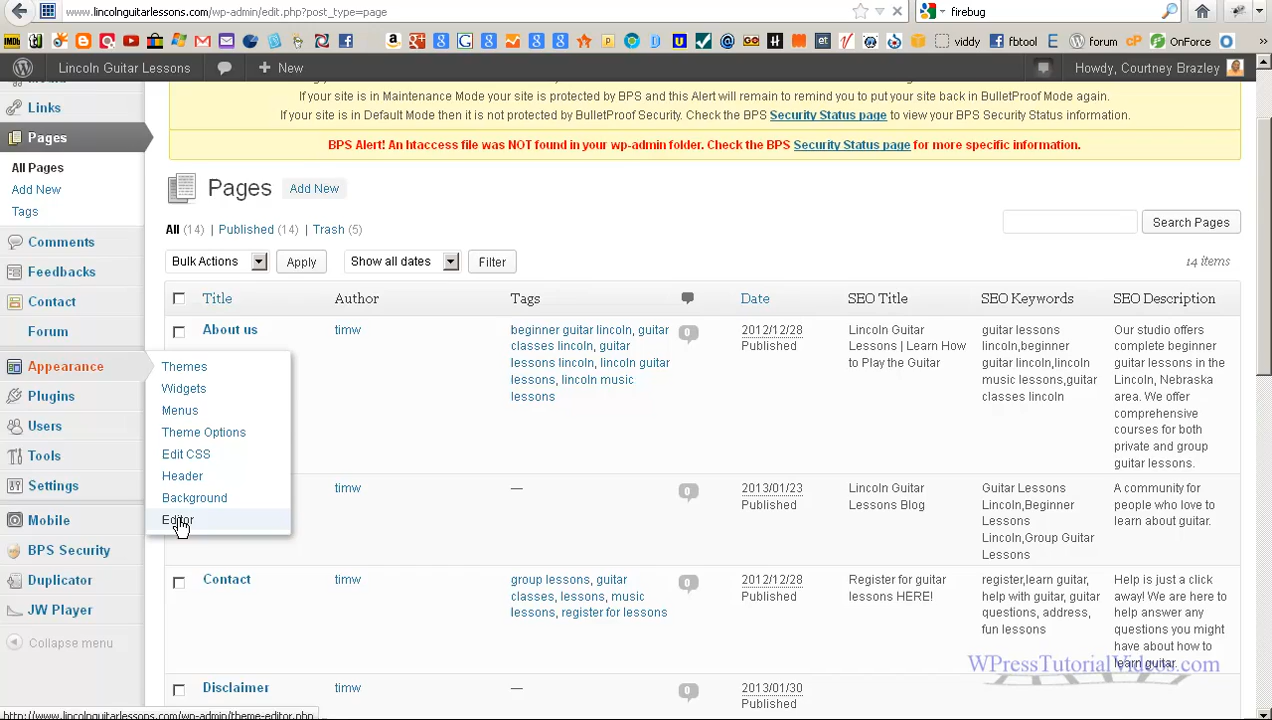 www.lincolnguitarlessons.com/wp-admin/edit.php?post_type=page
firebug
viddy
fbtool
forum
OnForce
Lincoln Guitar Lessons
New
Howdy, Courtney Brazley
If your site is in Maintenance Mode your site is protected by BPS and this Alert will remain to remind you to put your site back in BulletProof Mode again.
If your site is in Default Mode then it is not protected by BulletProof Security. Check the BPS Security Status page to view your BPS Security Status information.
BPS Alert! An htaccess file was NOT found in your wp-admin folder. Check the BPS Security Status page for more specific information.
Links
Pages
All Pages
Add New
Tags
Comments
Feedbacks
Contact
Forum
Appearance
Plugins
Users
Tools
Settings
Mobile
BPS Security
Duplicator
JW Player
Collapse menu
Themes
Widgets
Menus
Theme Options
Edit CSS
Header
Background
Editor
Pages Add New
All (14) | Published (14) | Trash (5)
Search Pages
Bulk Actions Apply Show all dates Filter 14 items
Title Author Tags Date SEO Title SEO Keywords SEO Description
About us
timw
beginner guitar lincoln, guitar
classes lincoln, guitar
lessons lincoln, lincoln guitar
lessons, lincoln music
lessons
0
2012/12/28
Published
Lincoln Guitar
Lessons | Learn How
to Play the Guitar
guitar lessons
lincoln,beginner
guitar lincoln,lincoln
music lessons,guitar
classes lincoln
Our studio offers
complete beginner
guitar lessons in the
Lincoln, Nebraska
area. We offer
comprehensive
courses for both
private and group
guitar lessons.
timw
—
0
2013/01/23
Published
Lincoln Guitar
Lessons Blog
Guitar Lessons
Lincoln,Beginner
Lessons
Lincoln,Group Guitar
Lessons
A community for
people who love to
learn about guitar.
Contact
timw
group lessons, guitar
classes, lessons, music
lessons, register for lessons
0
2012/12/28
Published
Register for guitar
lessons HERE!
register,learn guitar,
help with guitar, guitar
questions, address,
fun lessons
Help is just a click
away! We are here to
help answer any
questions you might
have about how to
learn guitar.
Disclaimer
timw
—
0
2013/01/30
Published
WPressTutorialVideos.com
http://www.lincolnguitarlessons.com/wp-admin/theme-editor.php